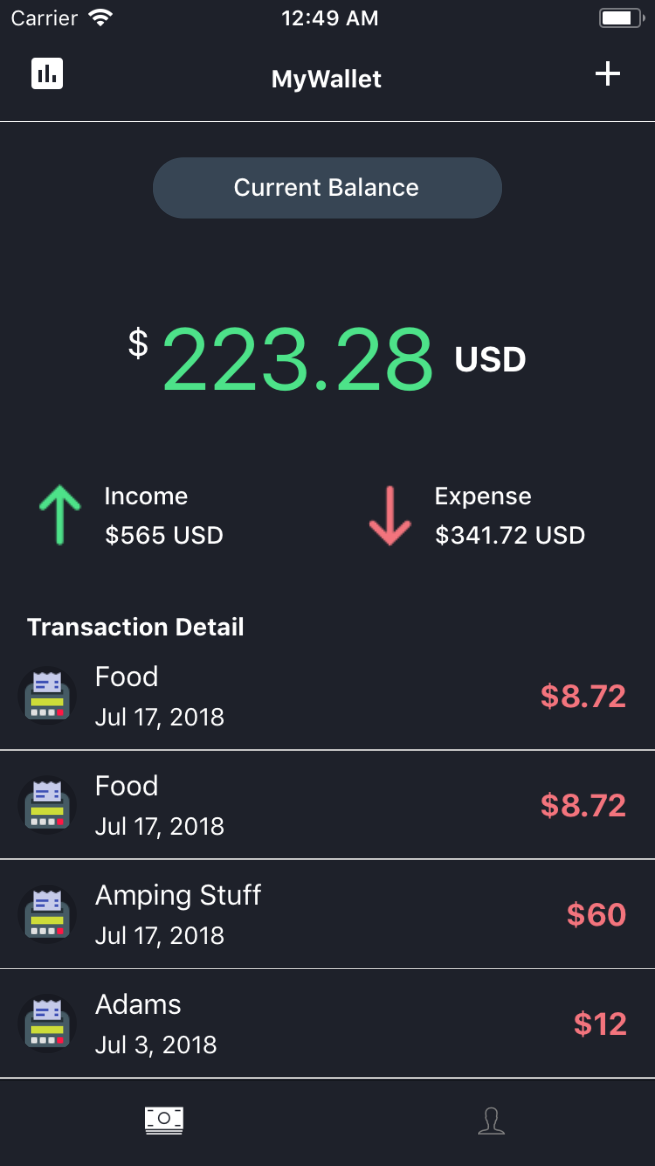 Carrier 12:49 AM
MyWallet
Current Balance
$ 223.28 USD
Income
$565 USD
Expense
$341.72 USD
Transaction Detail
Food
Jul 17, 2018
$8.72
Food
Jul 17, 2018
$8.72
Amping Stuff
Jul 17, 2018
$60
Adams
Jul 3, 2018
$12